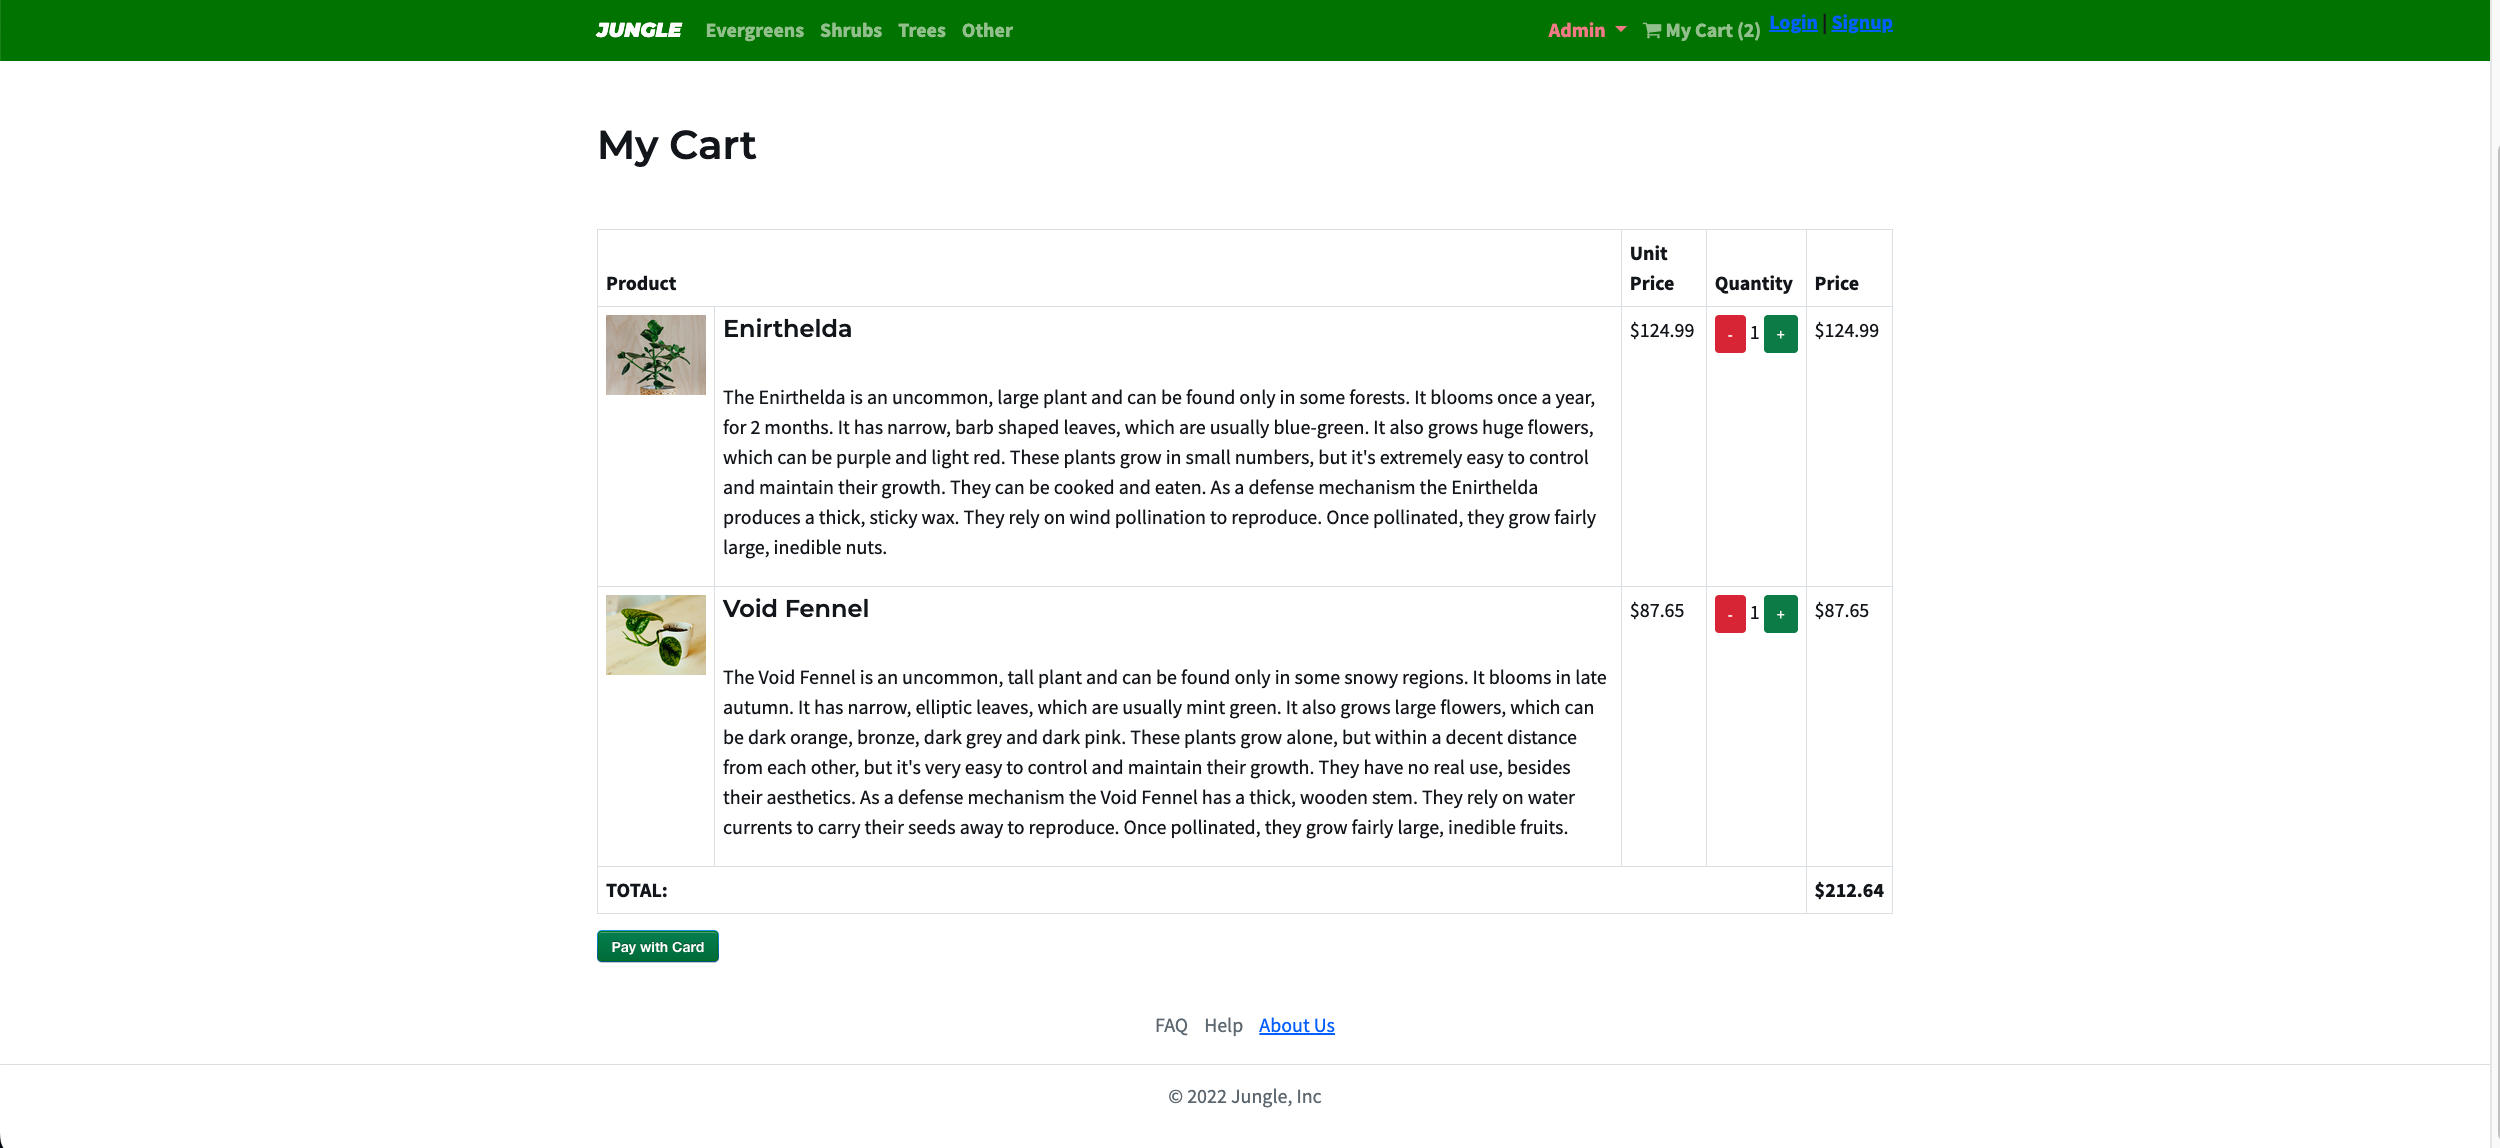 JUNGLE Evergreens Shrubs Trees Other Admin My Cart (2) Login | Signup
My Cart
Product Unit Price Quantity Price
Enirthelda $124.99 - 1 + $124.99
The Enirthelda is an uncommon, large plant and can be found only in some forests. It blooms once a year,
for 2 months. It has narrow, barb shaped leaves, which are usually blue-green. It also grows huge flowers,
which can be purple and light red. These plants grow in small numbers, but it's extremely easy to control
and maintain their growth. They can be cooked and eaten. As a defense mechanism the Enirthelda
produces a thick, sticky wax. They rely on wind pollination to reproduce. Once pollinated, they grow fairly
large, inedible nuts.
Void Fennel $87.65 - 1 + $87.65
The Void Fennel is an uncommon, tall plant and can be found only in some snowy regions. It blooms in late
autumn. It has narrow, elliptic leaves, which are usually mint green. It also grows large flowers, which can
be dark orange, bronze, dark grey and dark pink. These plants grow alone, but within a decent distance
from each other, but it's very easy to control and maintain their growth. They have no real use, besides
their aesthetics. As a defense mechanism the Void Fennel has a thick, wooden stem. They rely on water
currents to carry their seeds away to reproduce. Once pollinated, they grow fairly large, inedible fruits.
TOTAL: $212.64
Pay with Card
FAQ Help About Us
© 2022 Jungle, Inc